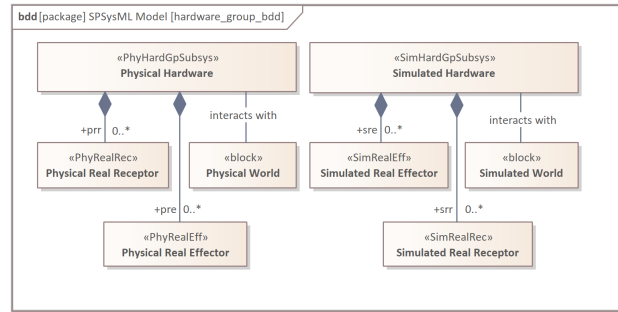 bdd [package] SPSysML Model [hardware_group_bdd]
«PhyHardGpSubsys»
Physical Hardware
«SimHardGpSubsys»
Simulated Hardware
interacts with
interacts with
+prr 0..*
+sre 0..*
«PhyRealRec»
Physical Real Receptor
«block»
Physical World
«SimRealEff»
Simulated Real Effector
«block»
Simulated World
+pre 0..*
+srr 0..*
«PhyRealEff»
Physical Real Effector
«SimRealRec»
Simulated Real Receptor